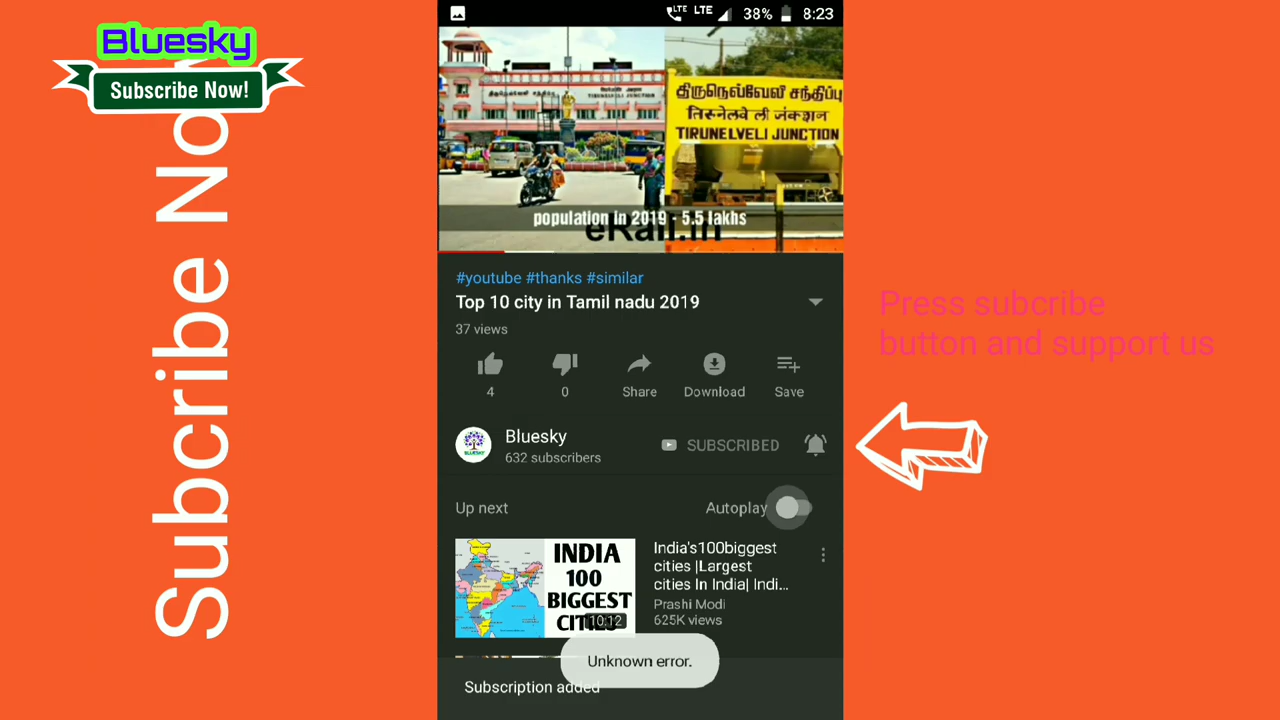 Bluesky
Subscribe Now!
Subcribe Now
LTE LTE 38% 8:23
திருநெல்வேலி சந்திப்பு
TIRUNELVELI JUNCTION
population in 2019 - 5.5 lakhs
eRail.in
#youtube #thanks #similar
Top 10 city in Tamil nadu 2019
37 views
4 0 Share Download Save
Bluesky
632 subscribers
SUBSCRIBED
Up next
Autoplay
INDIA
100
BIGGEST
CITIES
10:12
India's100biggest
cities |Largest
cities In India| Indi...
Prashi Modi
625K views
Unknown error.
Subscription added
Press subcribe
button and support us